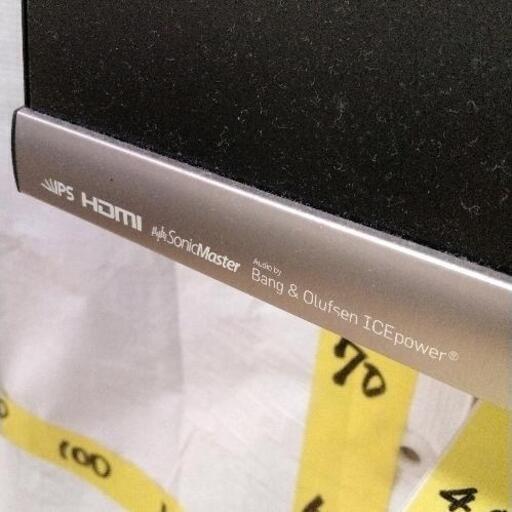 IPS HDMI SonicMaster Audio by Bang & Olufsen ICEpower®
70
100